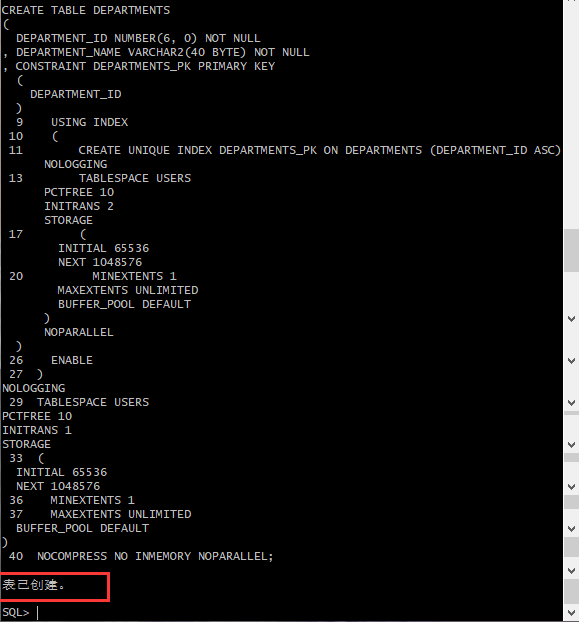 CREATE TABLE DEPARTMENTS
(
  DEPARTMENT_ID NUMBER(6, 0) NOT NULL
, DEPARTMENT_NAME VARCHAR2(40 BYTE) NOT NULL
, CONSTRAINT DEPARTMENTS_PK PRIMARY KEY
  (
    DEPARTMENT_ID
  )
  9    USING INDEX
 10    (
 11        CREATE UNIQUE INDEX DEPARTMENTS_PK ON DEPARTMENTS (DEPARTMENT_ID ASC)
      NOLOGGING
 13        TABLESPACE USERS
      PCTFREE 10
      INITRANS 2
      STORAGE
 17        (
        INITIAL 65536
        NEXT 1048576
 20          MINEXTENTS 1
        MAXEXTENTS UNLIMITED
        BUFFER_POOL DEFAULT
      )
      NOPARALLEL
  )
 26    ENABLE
 27  )
NOLOGGING
 29  TABLESPACE USERS
PCTFREE 10
INITRANS 1
STORAGE
 33  (
  INITIAL 65536
  NEXT 1048576
 36    MINEXTENTS 1
 37    MAXEXTENTS UNLIMITED
  BUFFER_POOL DEFAULT
)
 40  NOCOMPRESS NO INMEMORY NOPARALLEL;
表已创建。
SQL>